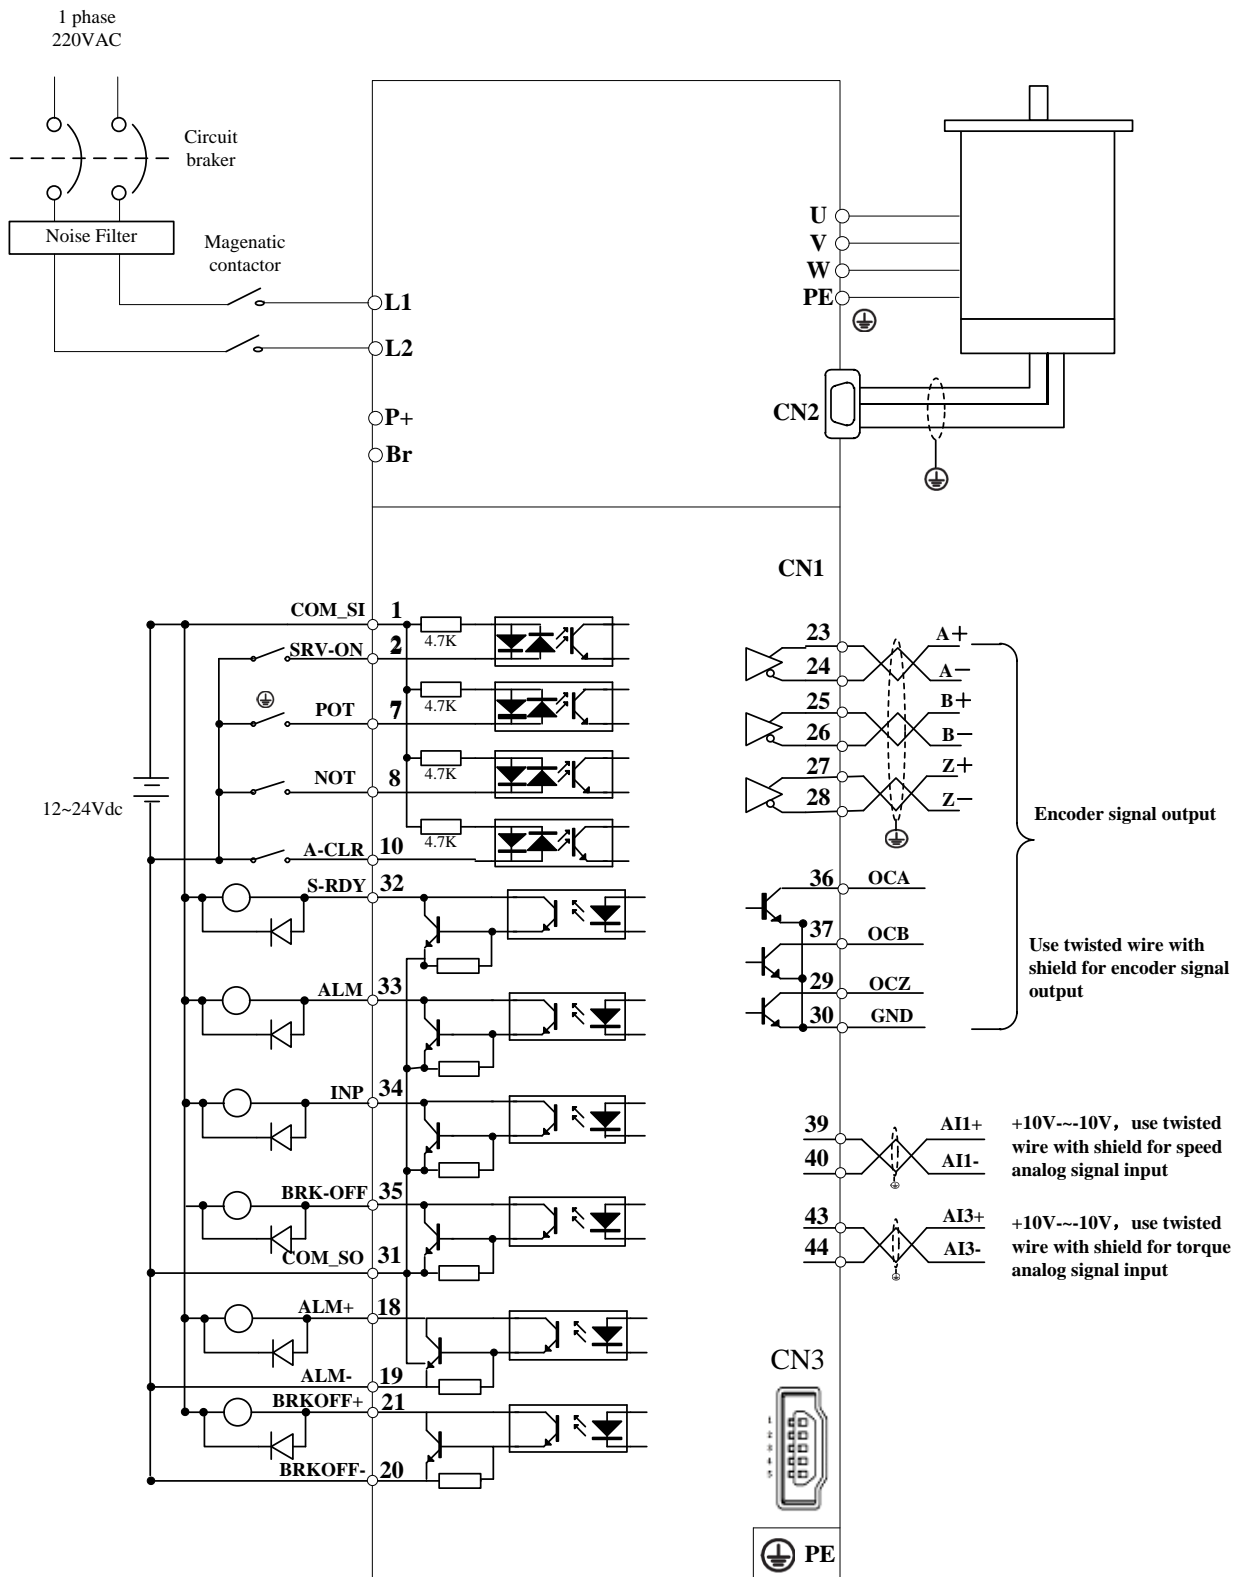 1 phase
220VAC
Circuit
braker
Noise Filter
Magenatic
contactor
L1
L2
P+
Br
U
V
W
PE
CN2
CN1
COM_SI 1
4.7K
SRV-ON 2
POT 7
4.7K
NOT 8
4.7K
A-CLR 10
4.7K
12~24Vdc
S-RDY 32
ALM 33
INP 34
BRK-OFF 35
COM_SO 31
ALM+ 18
ALM- 19
BRKOFF+ 21
BRKOFF- 20
23 A+
24 A-
25 B+
26 B-
27 Z+
28 Z-
Encoder signal output
36 OCA
37 OCB
29 OCZ
30 GND
Use twisted wire with
shield for encoder signal
output
39 AI1+
40 AI1-
+10V-~-10V, use twisted
wire with shield for speed
analog signal input
43 AI3+
44 AI3-
+10V-~-10V, use twisted
wire with shield for torque
analog signal input
CN3
1
2
3
4
5
PE